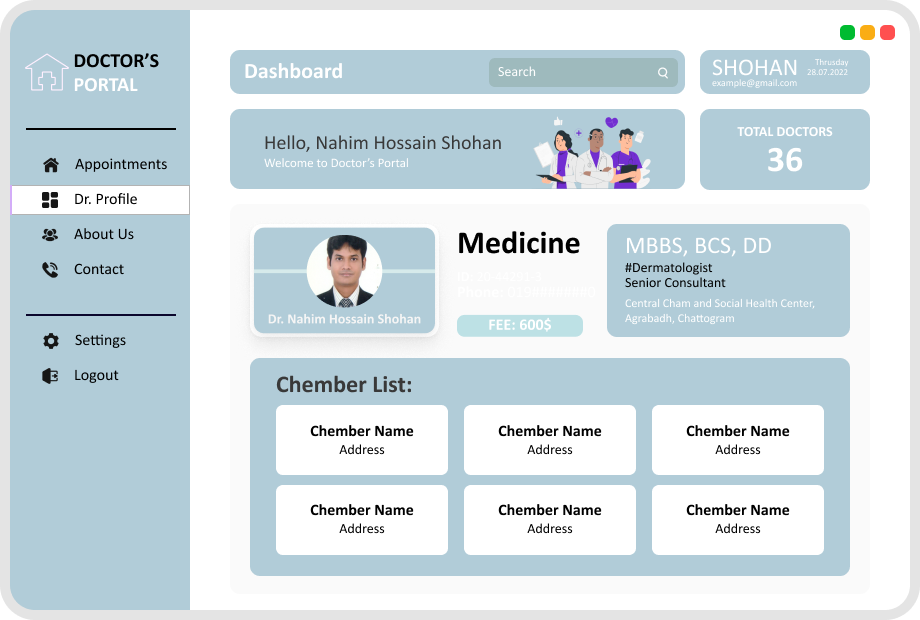 DOCTOR’S
PORTAL
Appointments
Dr. Profile
About Us
Contact
Settings
Logout
Dashboard
Search
SHOHAN
Thrusday
28.07.2022
example@gmail.com
Hello, Nahim Hossain Shohan
Welcome to Doctor’s Portal
TOTAL DOCTORS
36
Dr. Nahim Hossain Shohan
Medicine
Phone:
FEE: 600$
MBBS, BCS, DD
#Dermatologist
Senior Consultant
Central Cham and Social Health Center,
Agrabadh, Chattogram
Chember List:
Chember Name
Address
Chember Name
Address
Chember Name
Address
Chember Name
Address
Chember Name
Address
Chember Name
Address